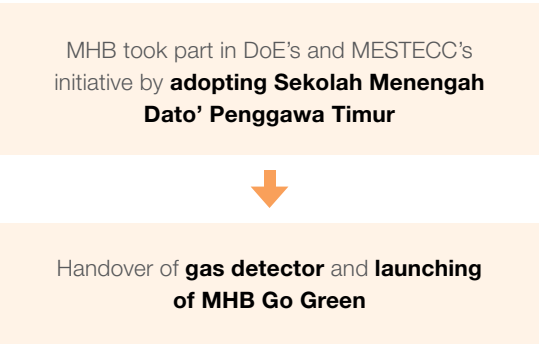 MHB took part in DoE’s and MESTECC’s
initiative by adopting Sekolah Menengah
Dato’ Penggawa Timur
Handover of gas detector and launching
of MHB Go Green